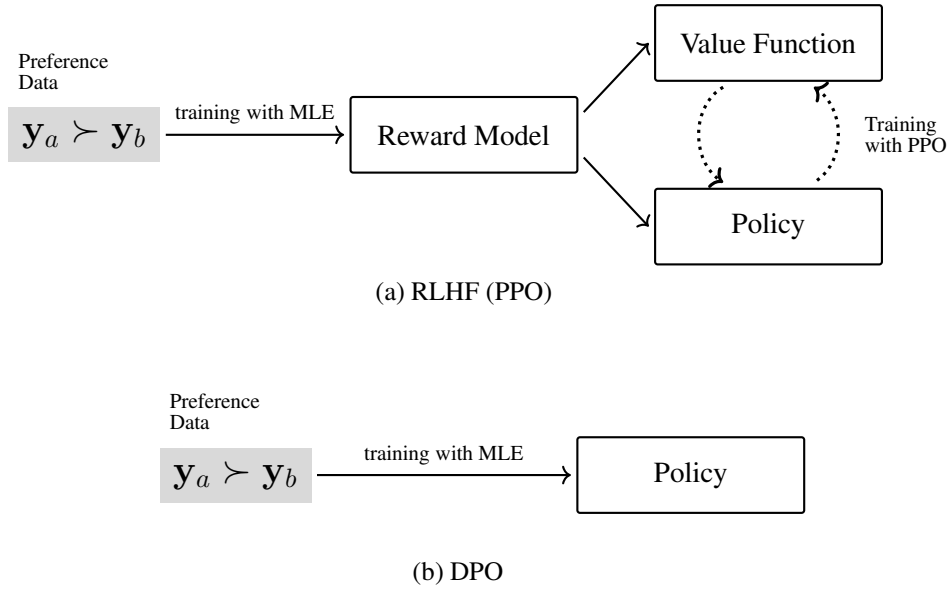 Preference
Data
y_a ≻ y_b
training with MLE
Reward Model
Value Function
Training
with PPO
Policy
(a) RLHF (PPO)
Preference
Data
y_a ≻ y_b
training with MLE
Policy
(b) DPO